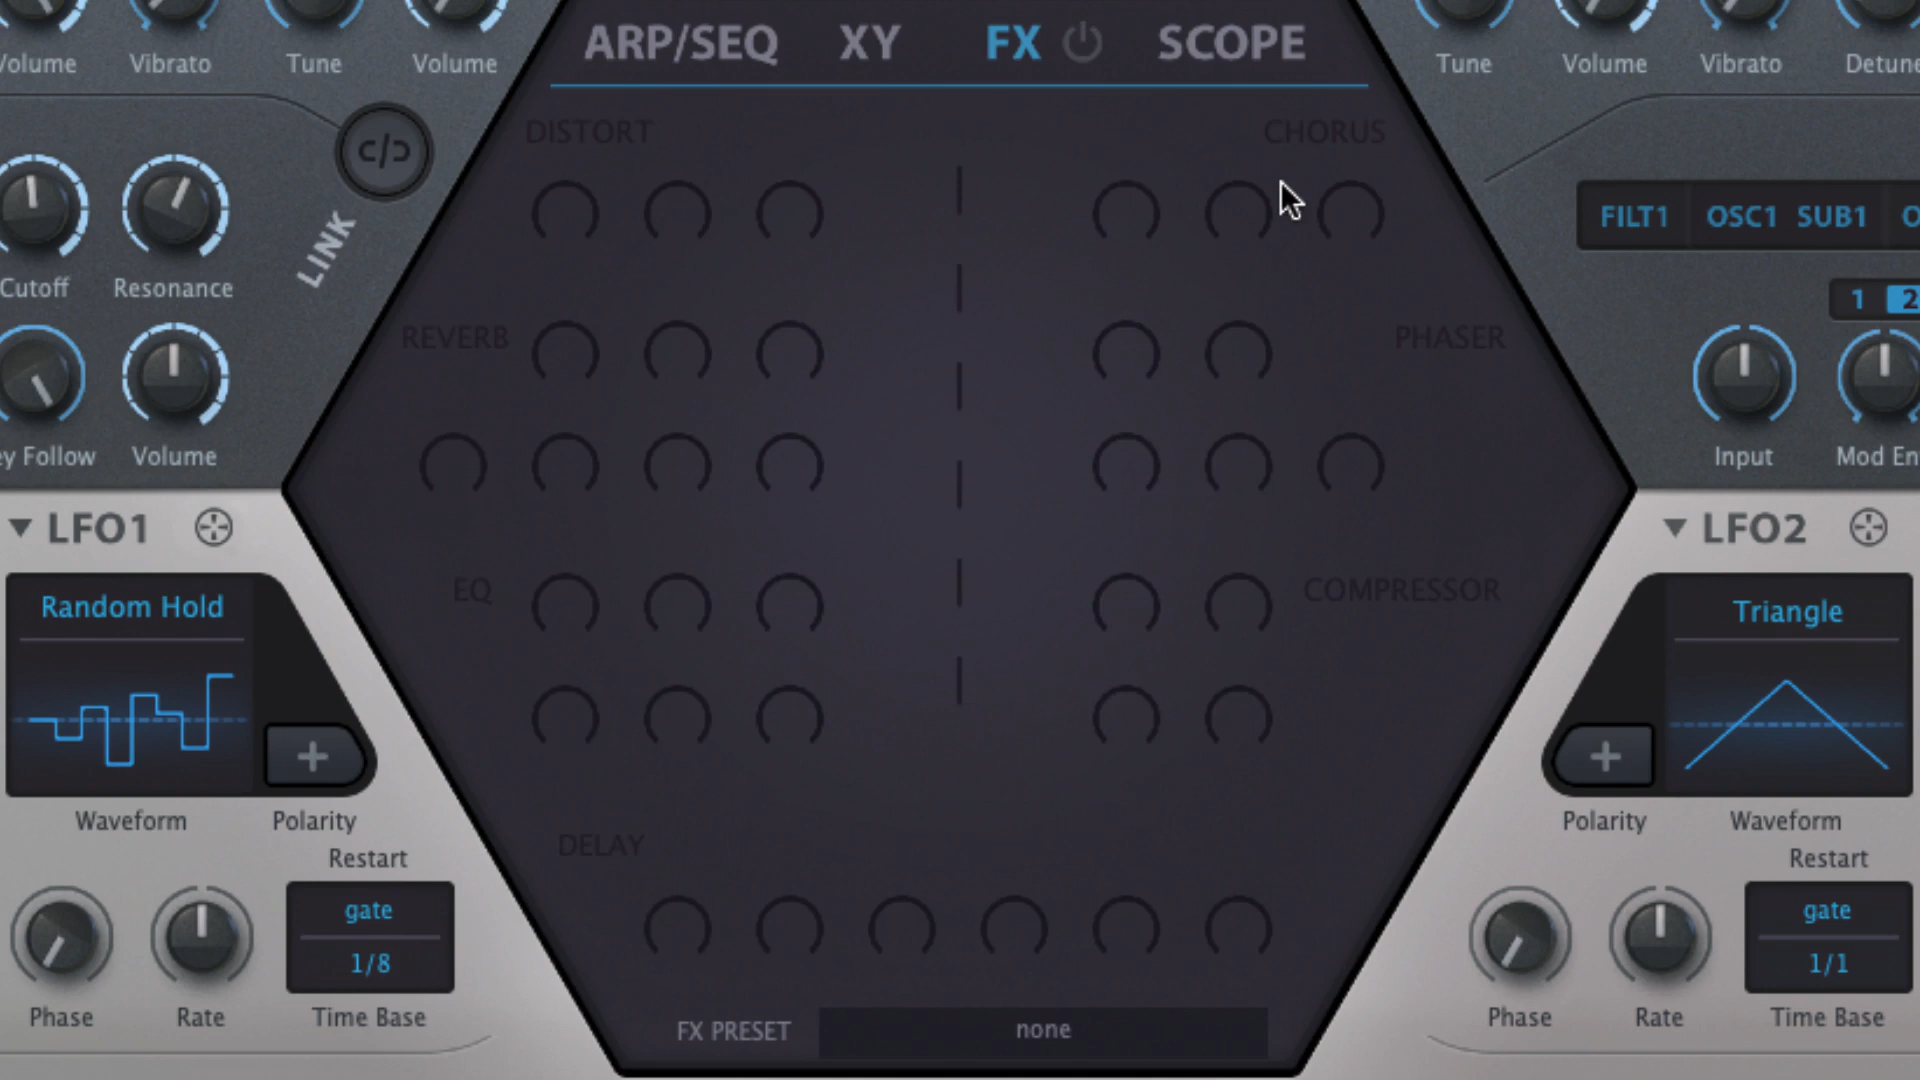 ARP/SEQ XY FX SCOPE
Volume Vibrato Tune Volume
Tune Volume Vibrato Detune
DISTORT CHORUS
LINK
FILT1 OSC1 SUB1
Cutoff Resonance
1 2
REVERB PHASER
ey Follow Volume
Input Mod En
LFO1
LFO2
EQ COMPRESSOR
Random Hold
Triangle
Waveform Polarity
Polarity Waveform
DELAY
Restart
gate
1/8
Phase Rate Time Base
Restart
gate
1/1
Phase Rate Time Base
FX PRESET none